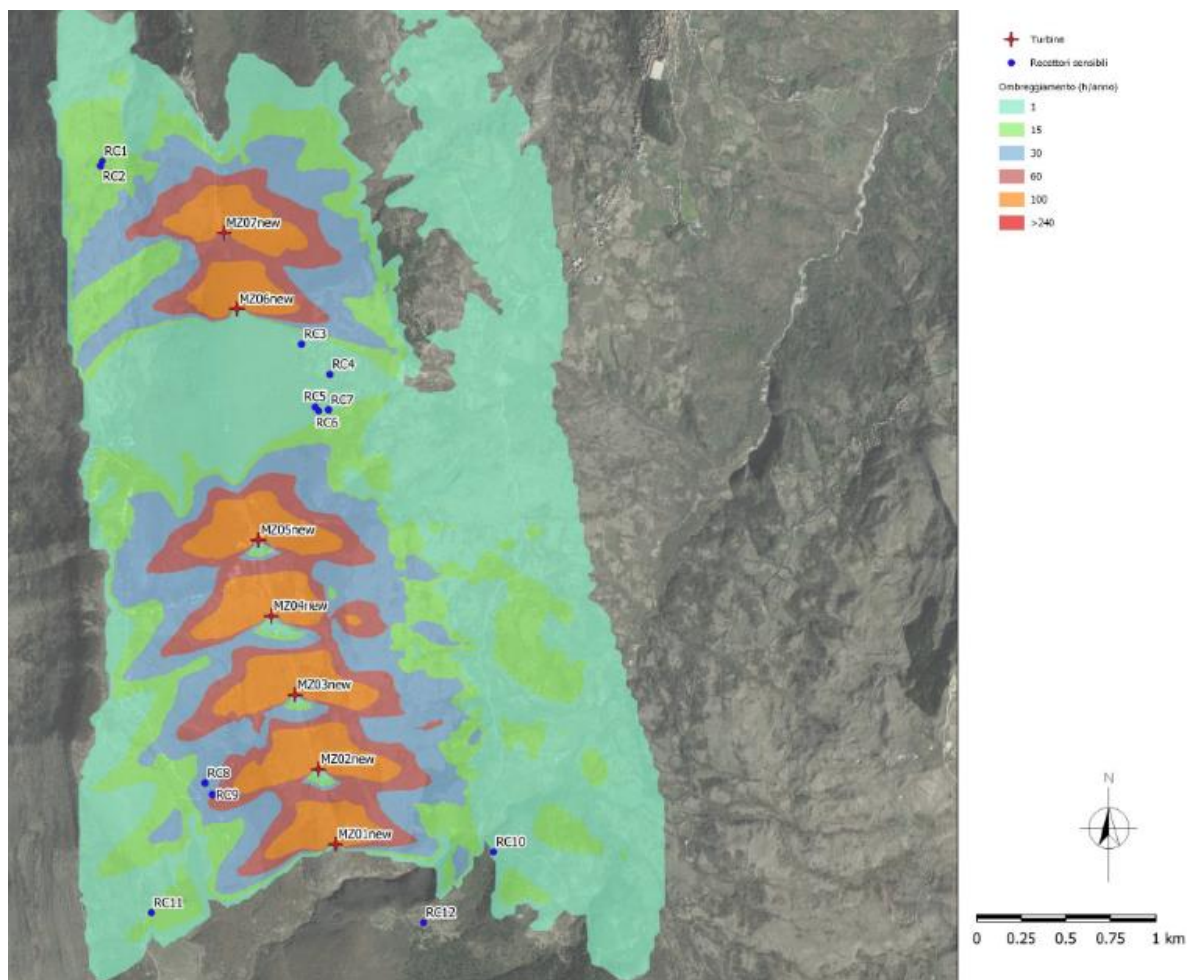 Turbine
Recettori sensibili
Ombreggiamento (h/anno)
1
15
30
60
100
>240
RC1
RC2
MZ07new
MZ06new
RC3
RC4
RC5
RC7
RC6
MZ05new
MZ04new
MZ03new
MZ02new
RC8
RC9
MZ01new
RC10
RC11
RC12
N
0 0.25 0.5 0.75 1 km